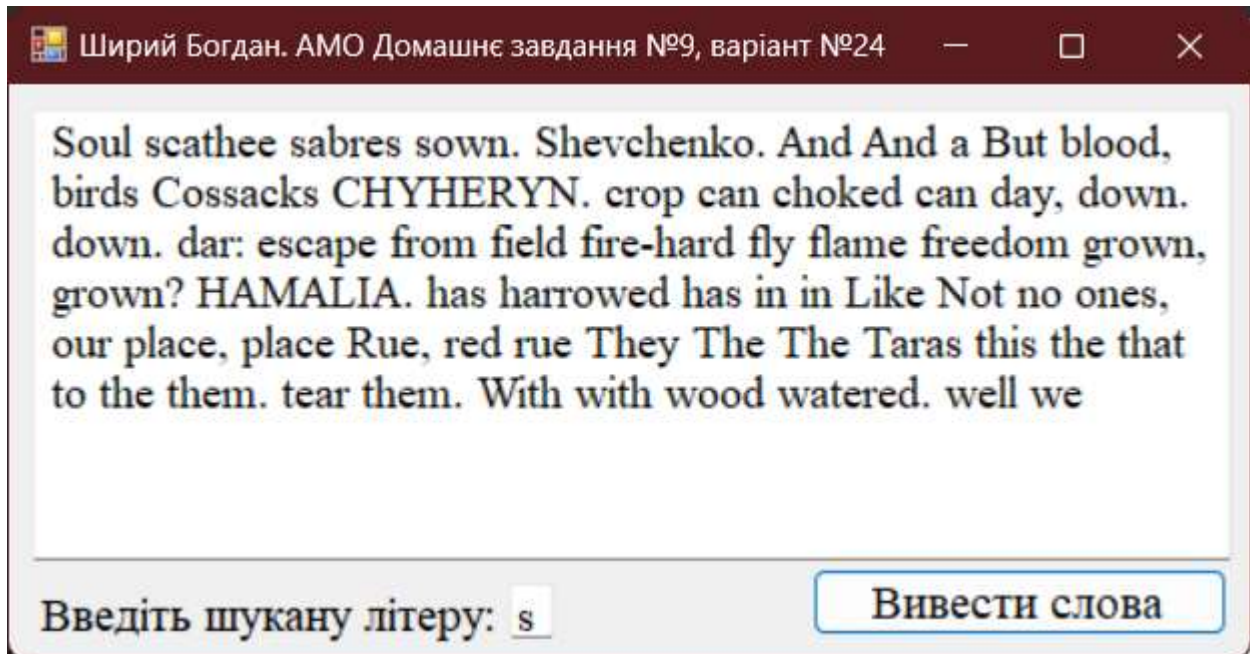 Ширий Богдан. АМО Домашнє завдання №9, варіант №24
Soul scathee sabres sown. Shevchenko. And And a But blood,
birds Cossacks CHYHERYN. crop can choked can day, down.
down. dar: escape from field fire-hard fly flame freedom grown,
grown? HAMALIA. has harrowed has in in Like Not no ones,
our place, place Rue, red rue They The The Taras this the that
to the them. tear them. With with wood watered. well we
Введіть шукану літеру: s Вивести слова